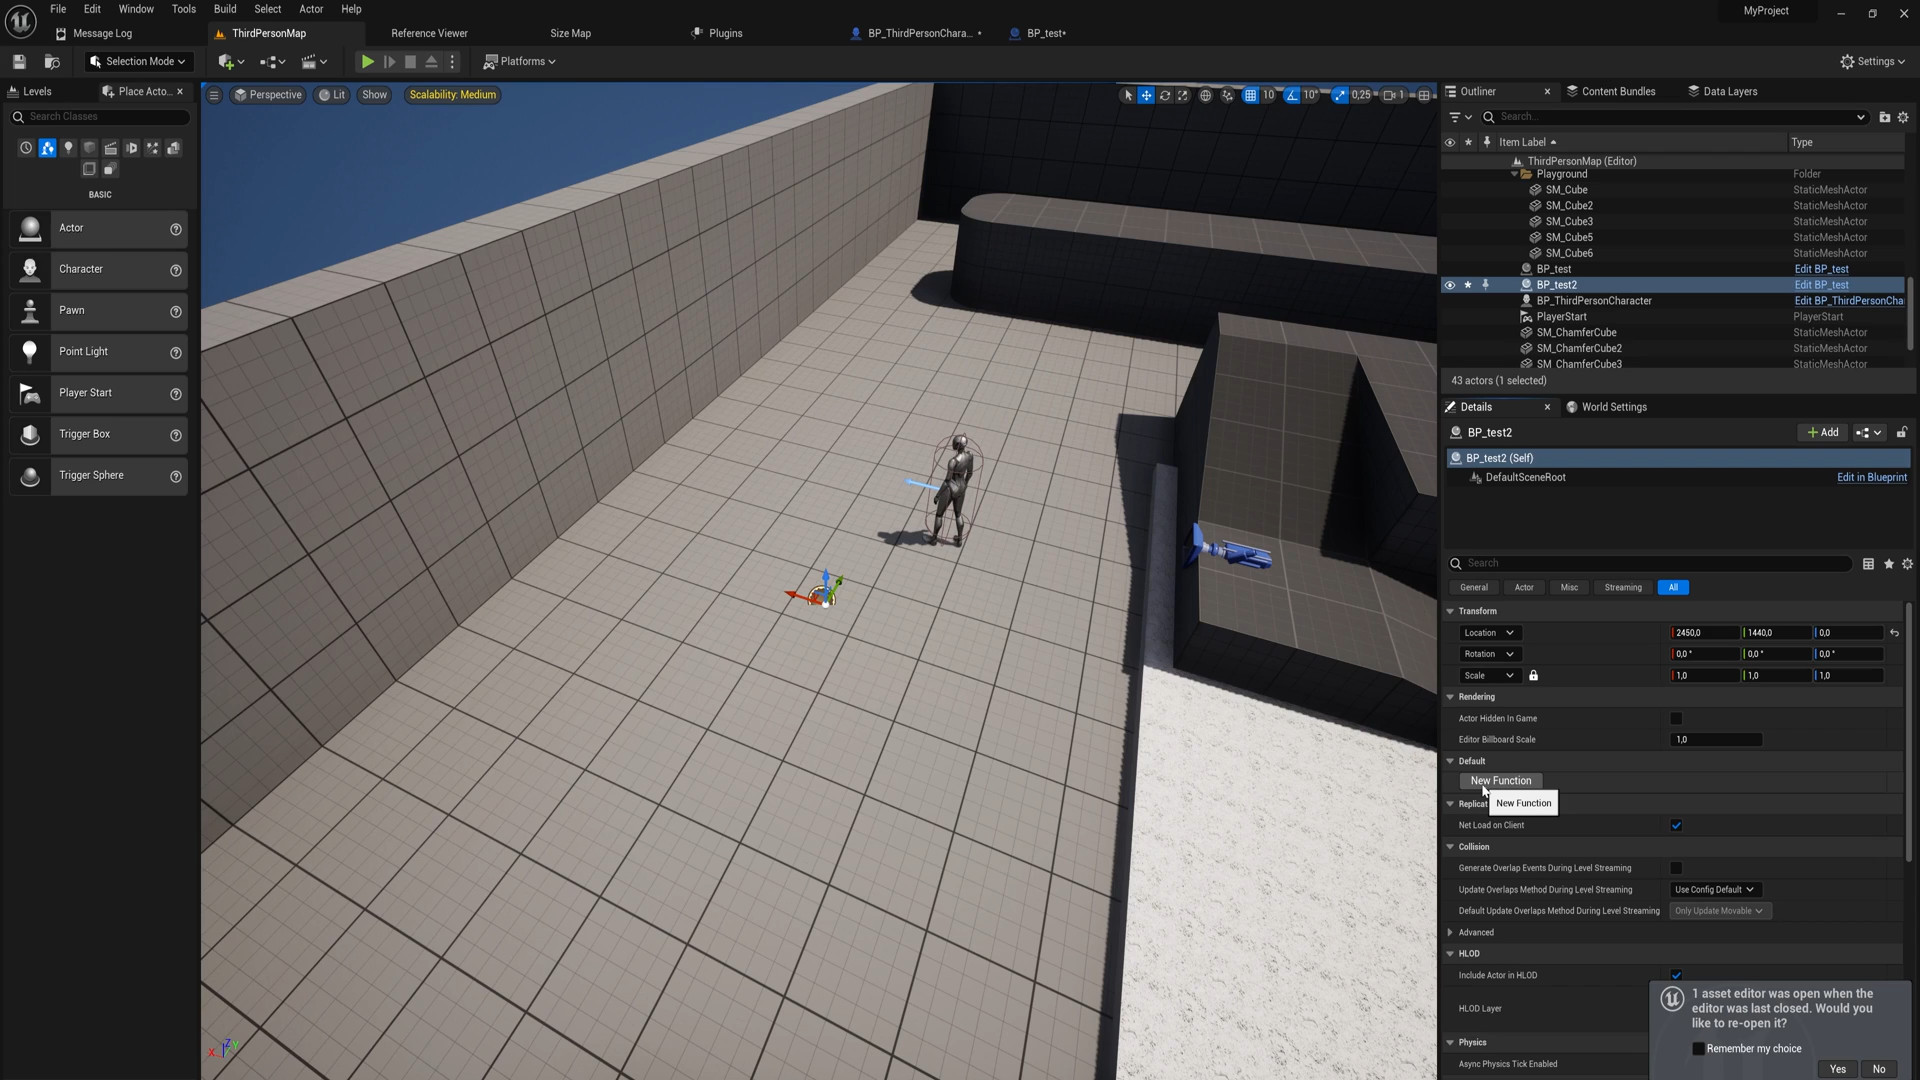 File Edit Window Tools Build Select Actor Help
MyProject
Message Log ThirdPersonMap Reference Viewer Size Map Plugins BP_ThirdPersonChara... • BP_test•
Selection Mode Platforms Settings
Levels Place Acto...
Search Classes
BASIC
Actor
Character
Pawn
Point Light
Player Start
Trigger Box
Trigger Sphere
Perspective Lit Show Scalability: Medium
10 10° 0,25 1
X Z Y
Outliner Content Bundles Data Layers
Search...
Item Label Type
ThirdPersonMap (Editor)
Playground Folder
SM_Cube StaticMeshActor
SM_Cube2 StaticMeshActor
SM_Cube3 StaticMeshActor
SM_Cube5 StaticMeshActor
SM_Cube6 StaticMeshActor
BP_test Edit BP_test
BP_test2 Edit BP_test
BP_ThirdPersonCharacter Edit BP_ThirdPersonCha
PlayerStart PlayerStart
SM_ChamferCube StaticMeshActor
SM_ChamferCube2 StaticMeshActor
SM_ChamferCube3 StaticMeshActor
43 actors (1 selected)
Details World Settings
BP_test2 + Add
BP_test2 (Self)
DefaultSceneRoot Edit in Blueprint
Search
General Actor Misc Streaming All
Transform
Location 2450,0 1440,0 0,0
Rotation 0,0 ° 0,0 ° 0,0 °
Scale 1,0 1,0 1,0
Rendering
Actor Hidden In Game
Editor Billboard Scale 1,0
Default
New Function
New Function
Replicat
Net Load on Client
Collision
Generate Overlap Events During Level Streaming
Update Overlaps Method During Level Streaming Use Config Default
Default Update Overlaps Method During Level Streaming Only Update Movable
Advanced
HLOD
Include Actor in HLOD
HLOD Layer
Physics
Async Physics Tick Enabled
1 asset editor was open when the
editor was last closed. Would you
like to re-open it?
Remember my choice
Yes No